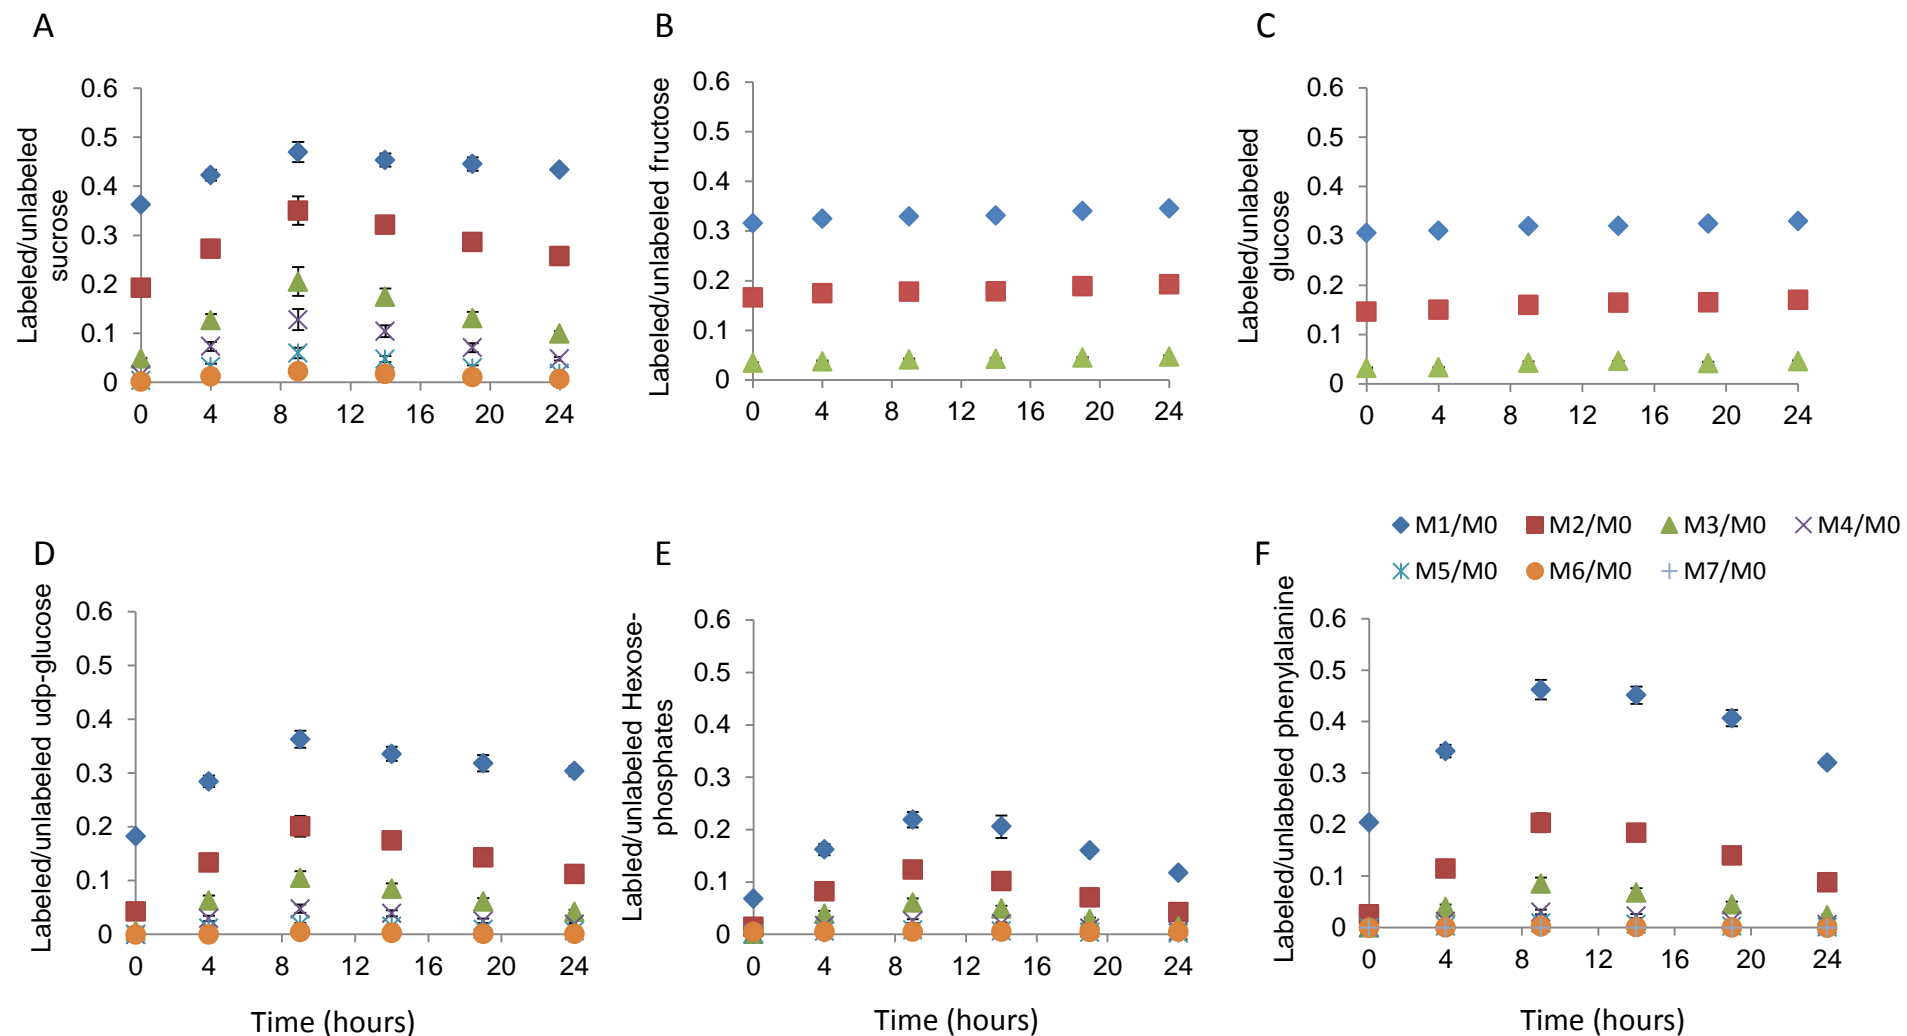 A
B
C
Labeled/unlabeled
sucrose
0.6
0.5
0.4
0.3
0.2
0.1
0
0 4 8 12 16 20 24
Labeled/unlabeled fructose
0.6
0.5
0.4
0.3
0.2
0.1
0
0 4 8 12 16 20 24
Labeled/unlabeled
glucose
0.6
0.5
0.4
0.3
0.2
0.1
0
0 4 8 12 16 20 24
M1/M0 M2/M0 M3/M0 M4/M0
M5/M0 M6/M0 M7/M0
D
E
F
Labeled/unlabeled udp-glucose
0.6
0.5
0.4
0.3
0.2
0.1
0
0 4 8 12 16 20 24
Time (hours)
Labled/unlabeled Hexose-
phosphates
0.6
0.5
0.4
0.3
0.2
0.1
0
0 4 8 12 16 20 24
Time (hours)
Labeled/unlabeled phenylalanine
0.6
0.5
0.4
0.3
0.2
0.1
0
0 4 8 12 16 20 24
Time (hours)